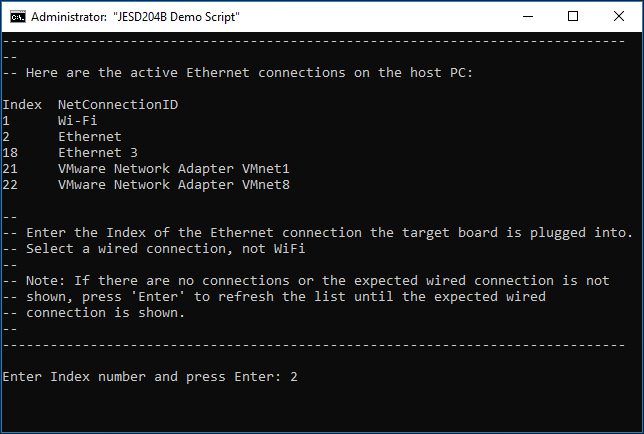 Administrator: "JESD204B Demo Script"
------------------------------------------------------------------------------
--
-- Here are the active Ethernet connections on the host PC:
Index  NetConnectionID
1      Wi-Fi
2      Ethernet
18     Ethernet 3
21     VMware Network Adapter VMnet1
22     VMware Network Adapter VMnet8
--
-- Enter the Index of the Ethernet connection the target board is plugged into.
-- Select a wired connection, not WiFi
--
-- Note: If there are no connections or the expected wired connection is not
-- shown, press 'Enter' to refresh the list until the expected wired
-- connection is shown.
--
------------------------------------------------------------------------------
Enter Index number and press Enter: 2